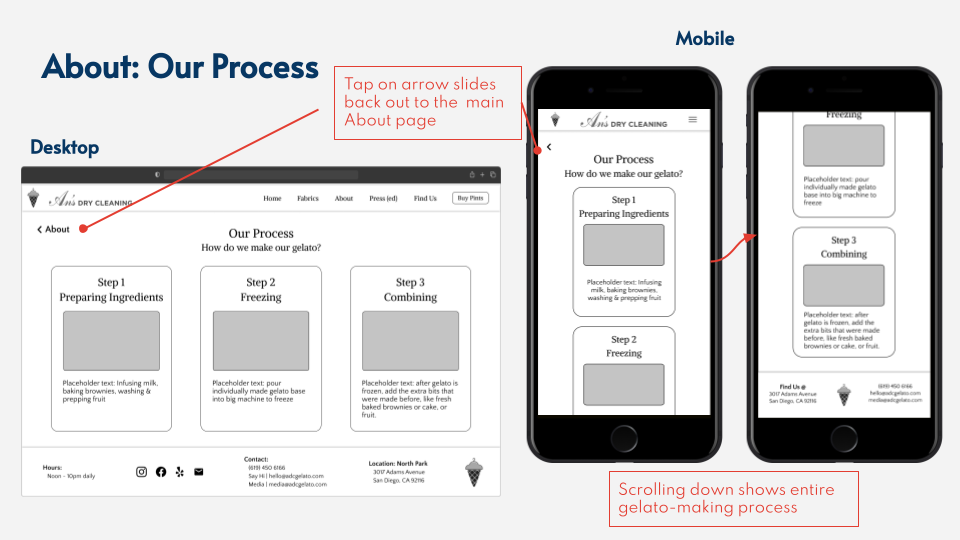 About: Our Process
Mobile
Tap on arrow slides
back out to the main
About page
Desktop
An's DRY CLEANING
Home
Fabrics
About
Press (ed)
Find Us
Buy Pints
About
Our Process
How do we make our gelato?
Step 1
Preparing Ingredients
Placeholder text: Infusing milk,
baking brownies, washing &
prepping fruit
Step 2
Freezing
Placeholder text: pour
individually made gelato base
into big machine to freeze
Step 3
Combining
Placeholder text: after gelato is
frozen, add the extra bits that
were made before, like fresh
baked brownies or cake, or
fruit.
Hours:
Noon - 10pm daily
Contact:
(619) 450 6166
Say Hi | hello@adcgelato.com
Media | media@adcgelato.com
Location: North Park
3017 Adams Avenue
San Diego, CA 92116
An's DRY CLEANING
Our Process
How do we make our gelato?
Step 1
Preparing Ingredients
Placeholder text: Infusing
milk, baking brownies,
washing & prepping fruit
Step 2
Freezing
Freezing
Placeholder text: pour
individually made gelato
base into big machine to
freeze
Step 3
Combining
Placeholder text: after
gelato is frozen, add the
extra bits that were made
before, like fresh baked
brownies or cake, or fruit.
Find Us @
3017 Adams Avenue
San Diego, CA 92116
(619) 450 6166
hello@adcgelato.com
media@adcgelato.com
Scrolling down shows entire
gelato-making process